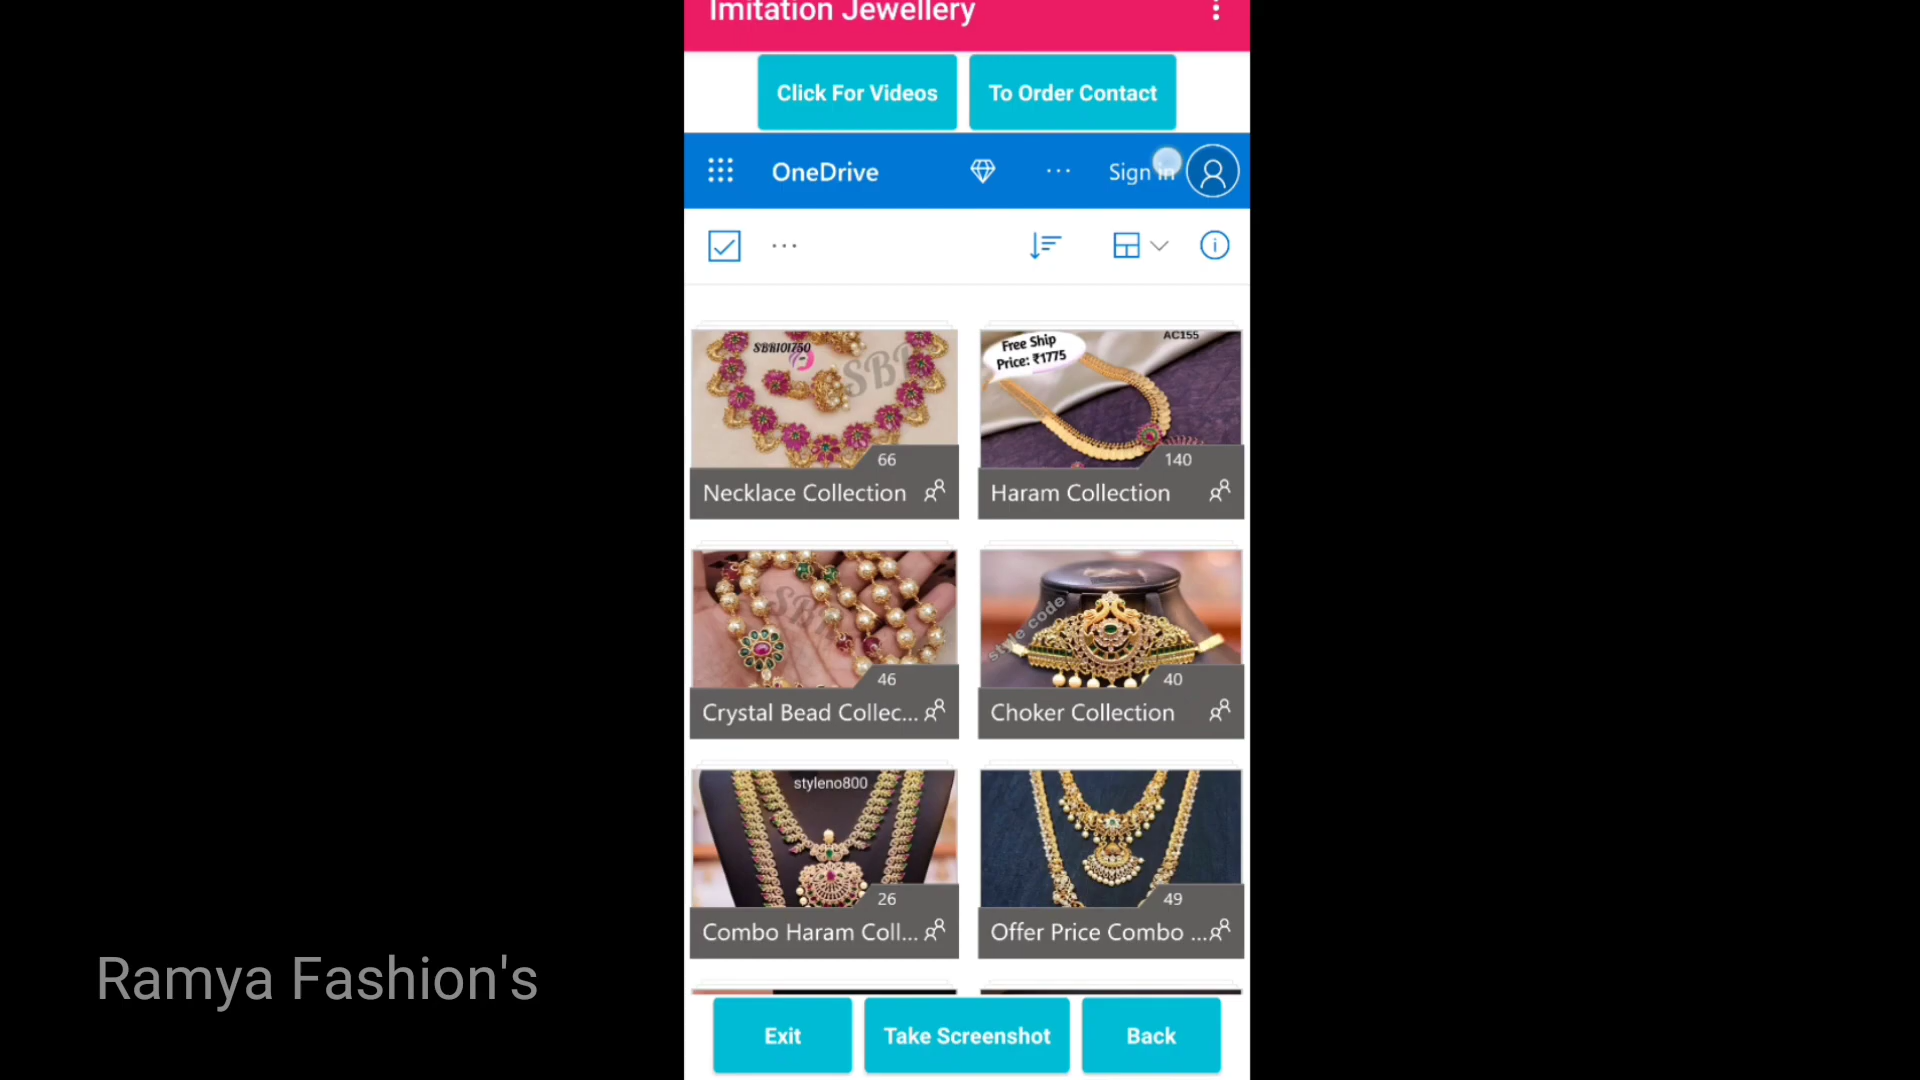 Imitation Jewellery
Click For Videos
To Order Contact
OneDrive
Sign in
SBR101750
SBR
66
Necklace Collection
Free Ship
Price: ₹1775
AC155
140
Haram Collection
46
Crystal Bead Collec...
style code
40
Choker Collection
styleno800
26
Combo Haram Coll...
49
Offer Price Combo ...
Ramya Fashion's
Exit
Take Screenshot
Back